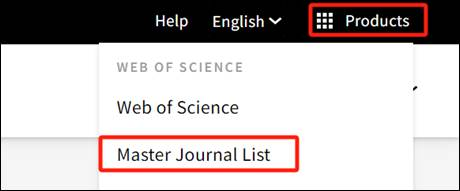 Help English Products
WEB OF SCIENCE
Web of Science
Master Journal List